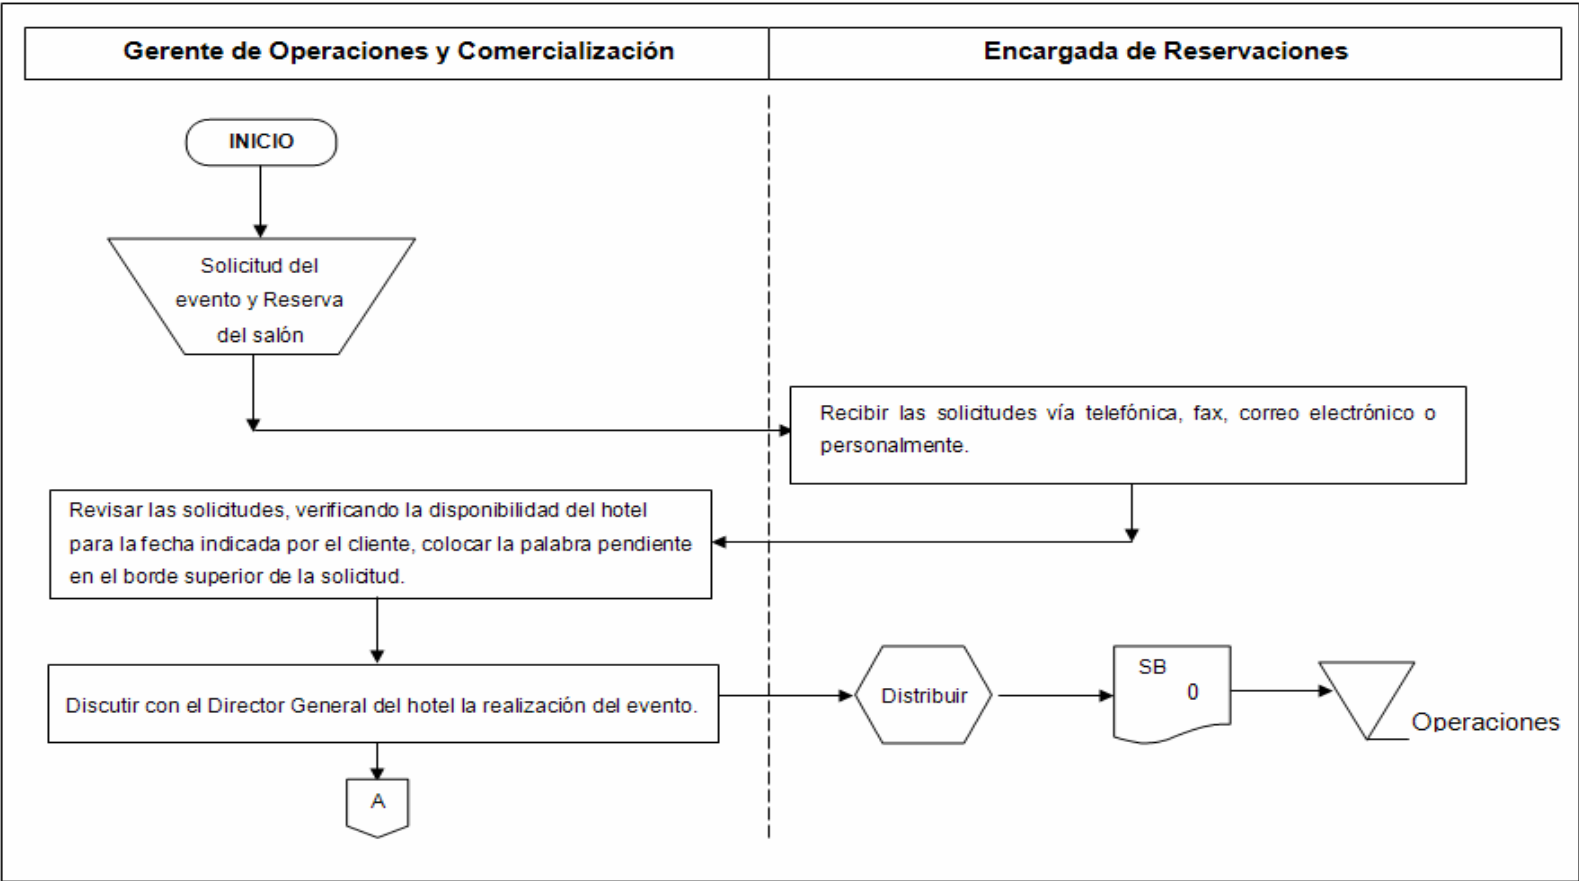 Gerente de Operaciones y Comercialización
Encargada de Reservaciones
INICIO
Solicitud del
evento y Reserva
del salón
Recibir las solicitudes vía telefónica, fax, correo electrónico o
personalmente.
Revisar las solicitudes, verificando la disponibilidad del hotel
para la fecha indicada por el cliente, colocar la palabra pendiente
en el borde superior de la solicitud.
Discutir con el Director General del hotel la realización del evento.
Distribuir
SB
0
Operaciones
A